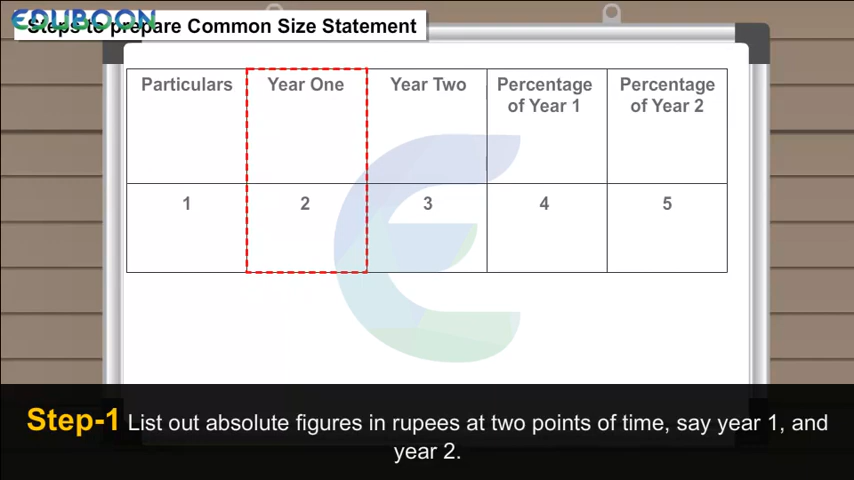 EDUBOON
Steps to prepare Common Size Statement
Particulars
Year One
Year Two
Percentage
of Year 1
Percentage
of Year 2
1
2
3
4
5
Step-1 List out absolute figures in rupees at two points of time, say year 1, and
year 2.